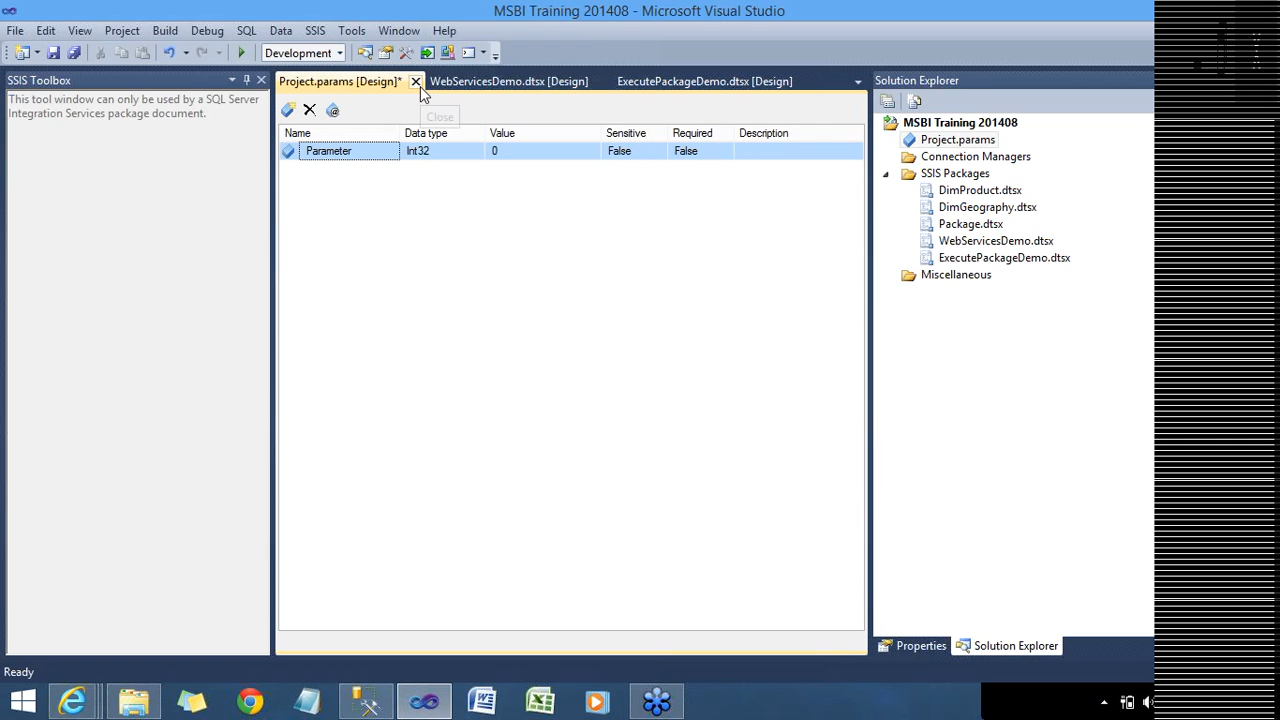 MSBI Training 201408 - Microsoft Visual Studio
File Edit View Project Build Debug SQL Data SSIS Tools Window Help
Development
SSIS Toolbox
This tool window can only be used by a SQL Server
Integration Services package document.
Project.params [Design]* WebServicesDemo.dtsx [Design] ExecutePackageDemo.dtsx [Design]
Close
Name Data type Value Sensitive Required Description
Parameter Int32 0 False False
Solution Explorer
MSBI Training 201408
Project.params
Connection Managers
SSIS Packages
DimProduct.dtsx
DimGeography.dtsx
Package.dtsx
WebServicesDemo.dtsx
ExecutePackageDemo.dtsx
Miscellaneous
Properties Solution Explorer
Ready